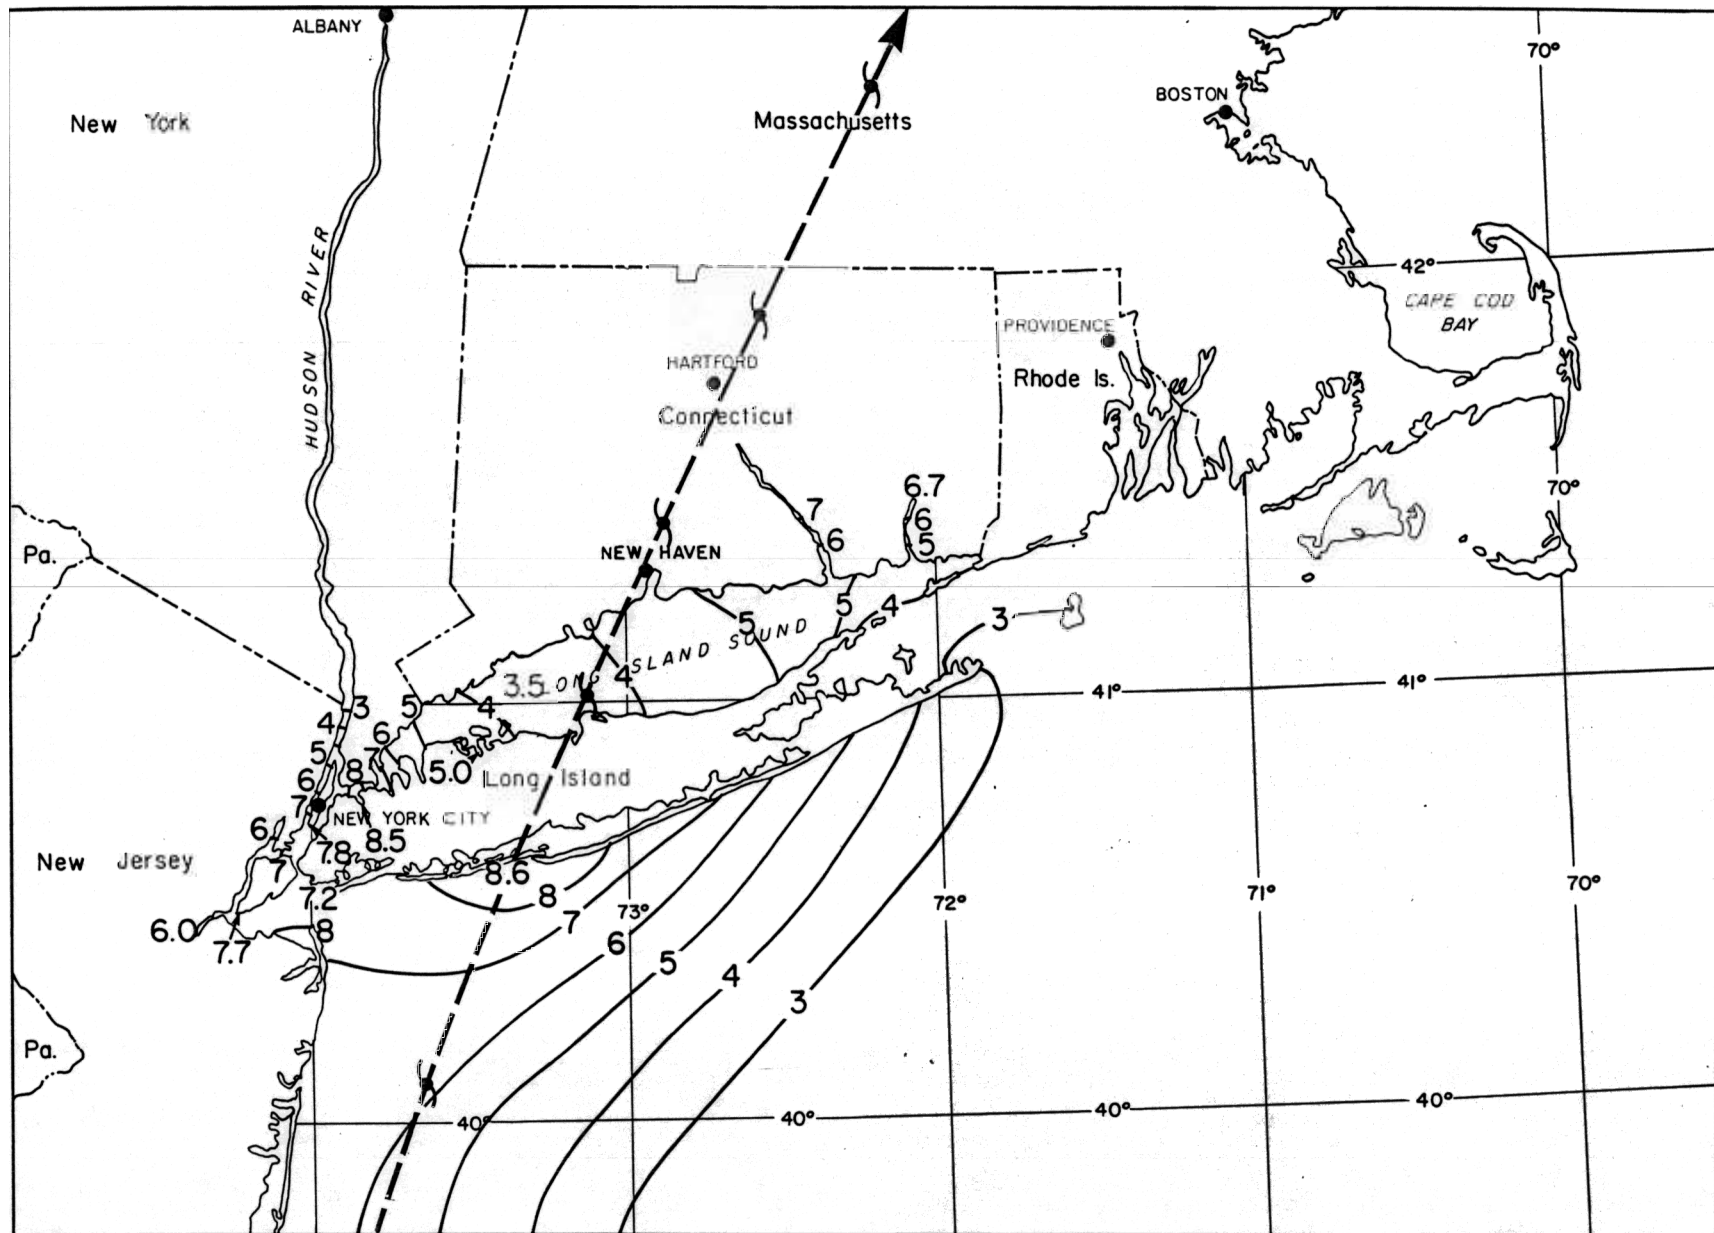 ALBANY
70°
BOSTON
New York
Massachusetts
HUDSON RIVER
42°
CAPE COD
BAY
PROVIDENCE
HARTFORD
Rhode Is.
Connecticut
6.7
70°
7
6
6
5
Pa.
NEW HAVEN
5
4
5
3
LONG ISLAND SOUND
4
3.5
41°
41°
3
5
4
4
5
6
7
8
5.0
6
Long Island
7
NEW YORK CITY
6
8.5
7.8
New Jersey
7
8.6
7.2
8
73°
72°
71°
70°
7
6.0
8
7.7
6
5
4
3
Pa.
40°
40°
40°
40°